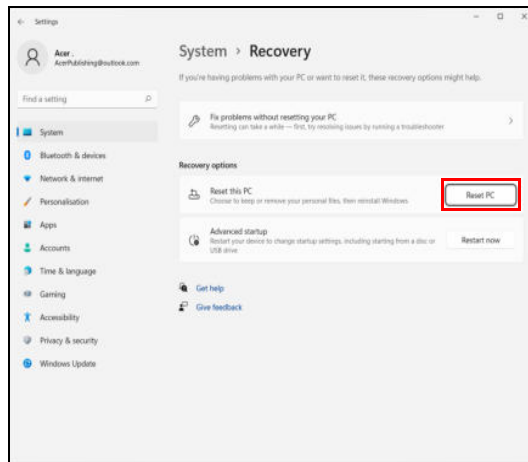 Settings
Acer .
AcerPublishing@outlook.com
Find a setting
System
Bluetooth & devices
Network & internet
Personalisation
Apps
Accounts
Time & language
Gaming
Accessibility
Privacy & security
Windows Update
System > Recovery
If you're having problems with your PC or want to reset it, these recovery options might help.
Fix problems without resetting your PC
Resetting can take a while — first, try resolving issues by running a troubleshooter
Recovery options
Reset this PC
Choose to keep or remove your personal files, then reinstall Windows
Reset PC
Advanced startup
Restart your device to change startup settings, including starting from a disc or
USB drive
Restart now
Get help
Give feedback